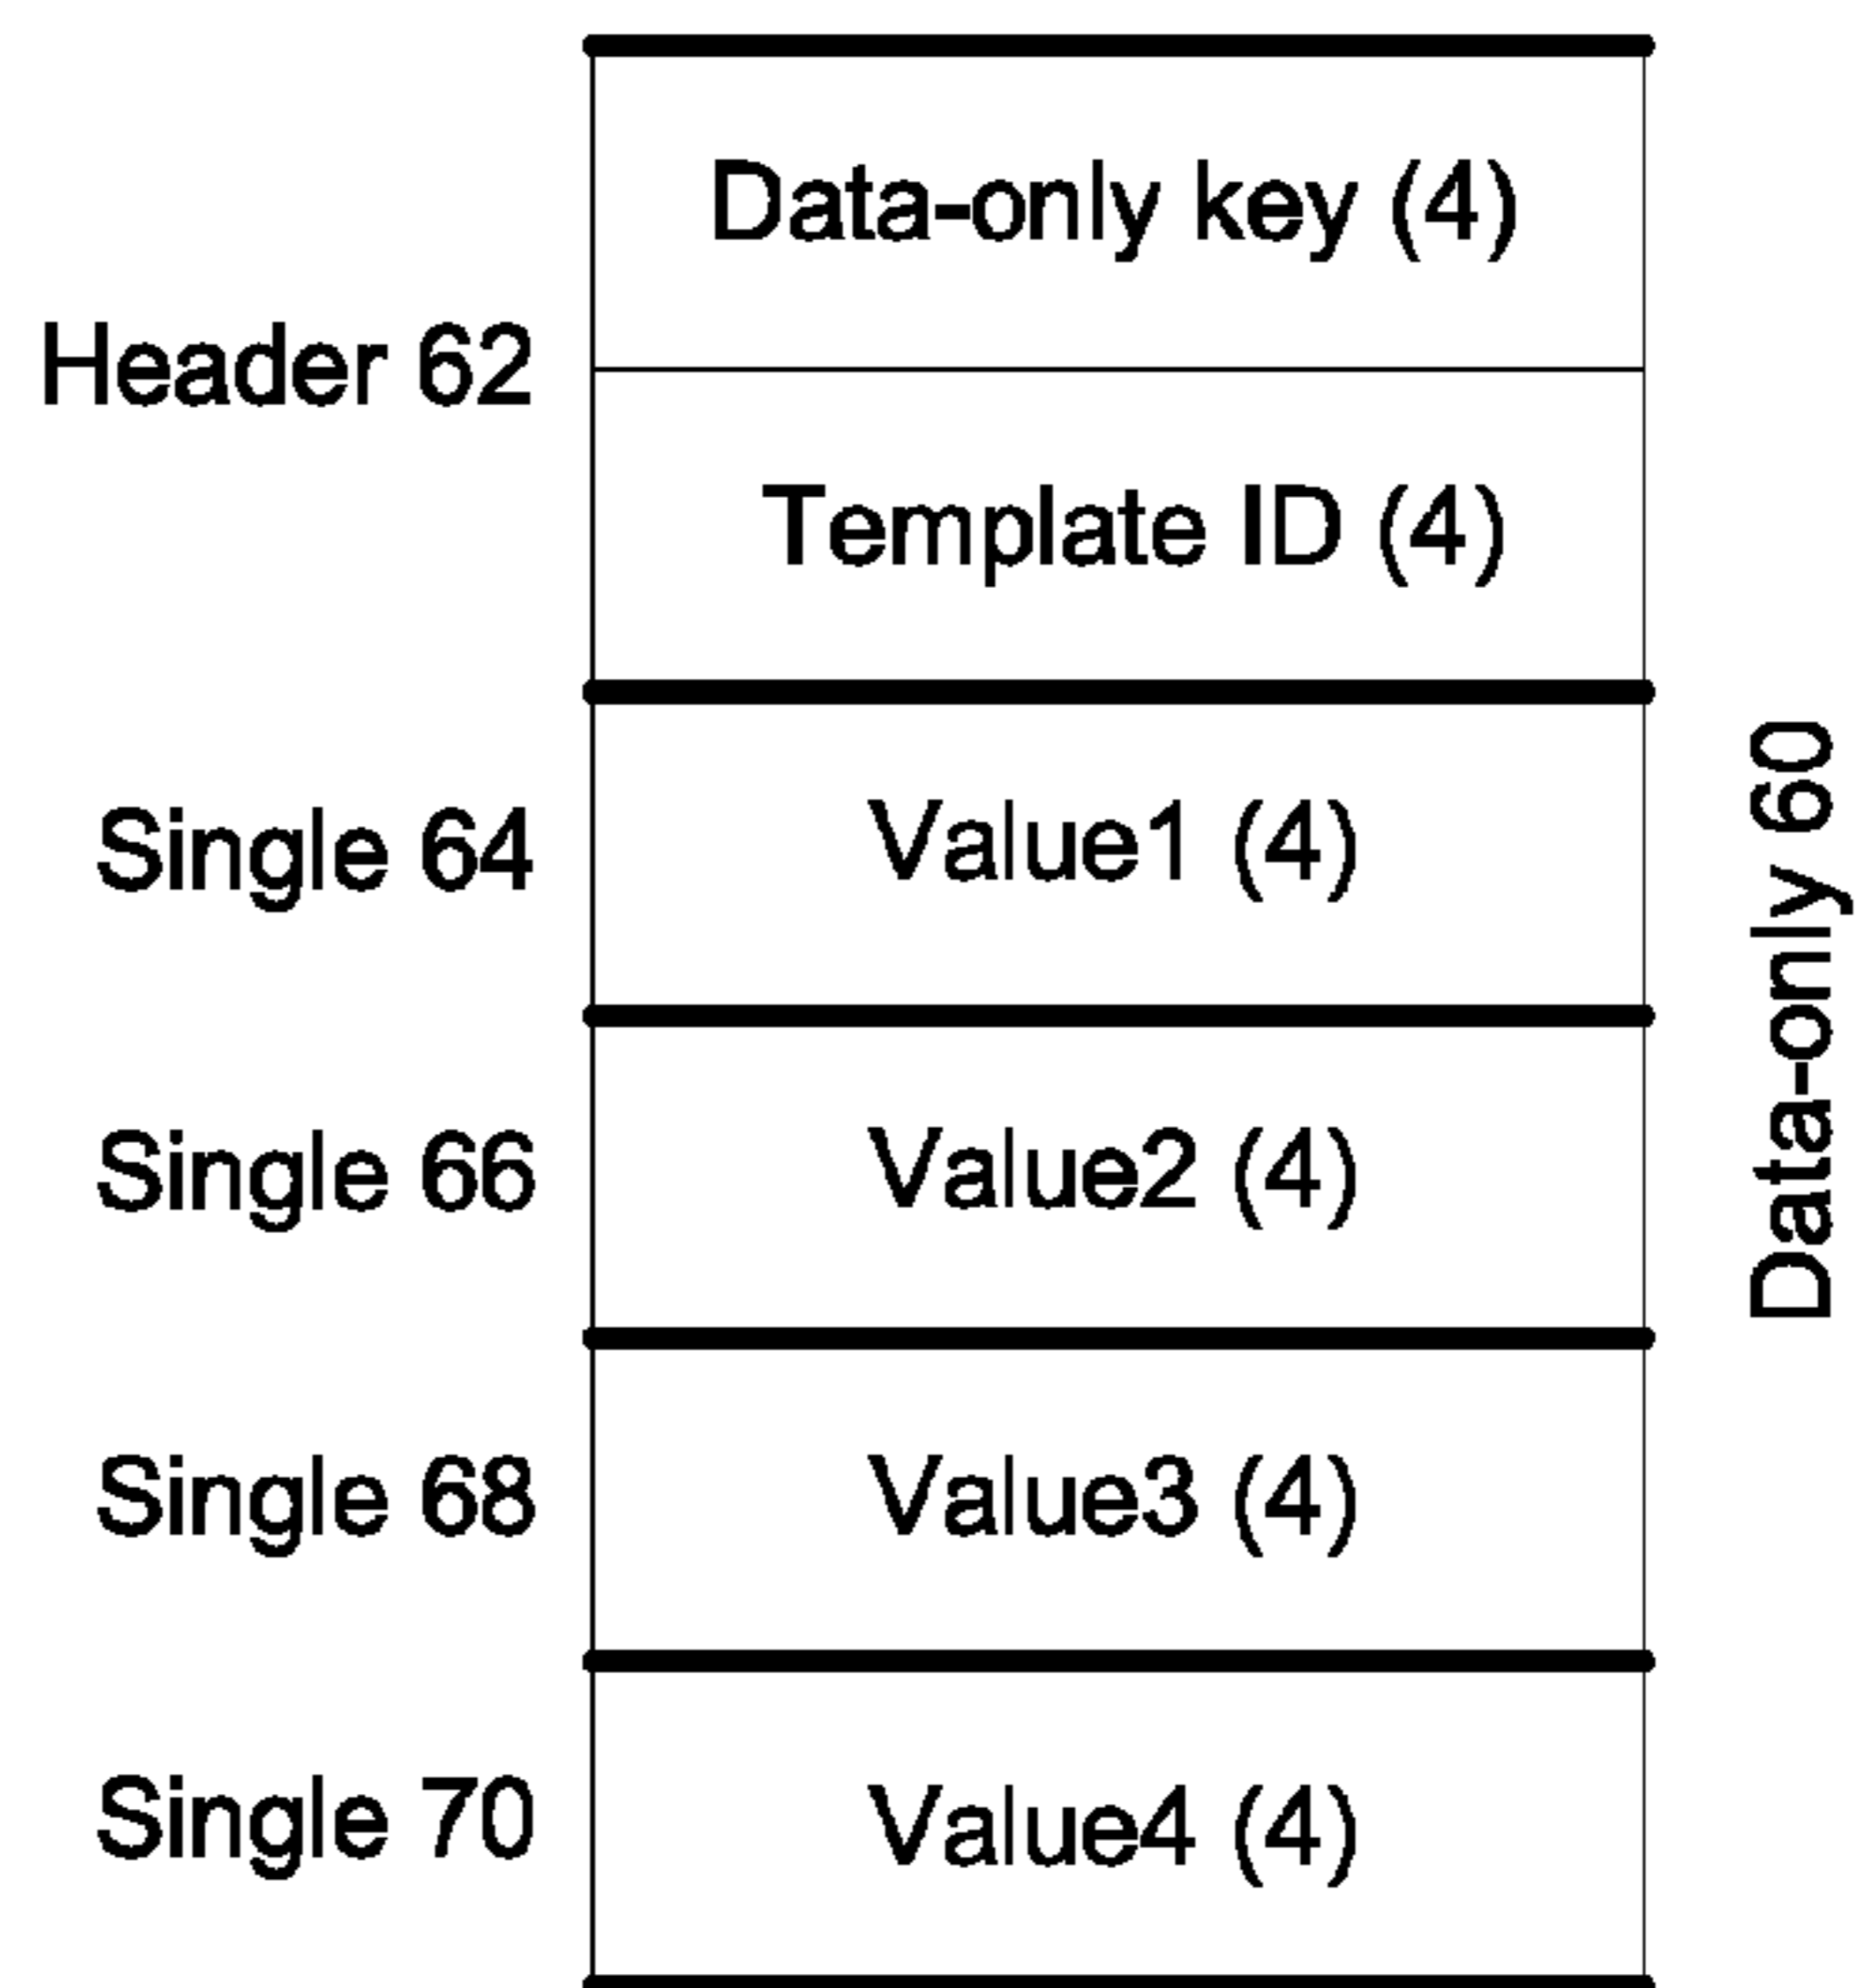 Data-only key (4)
Header 62
Template ID (4)
Single 64
Value1 (4)
Single 66
Value2 (4)
Single 68
Value3 (4)
Single 70
Value4 (4)
Data-only 60